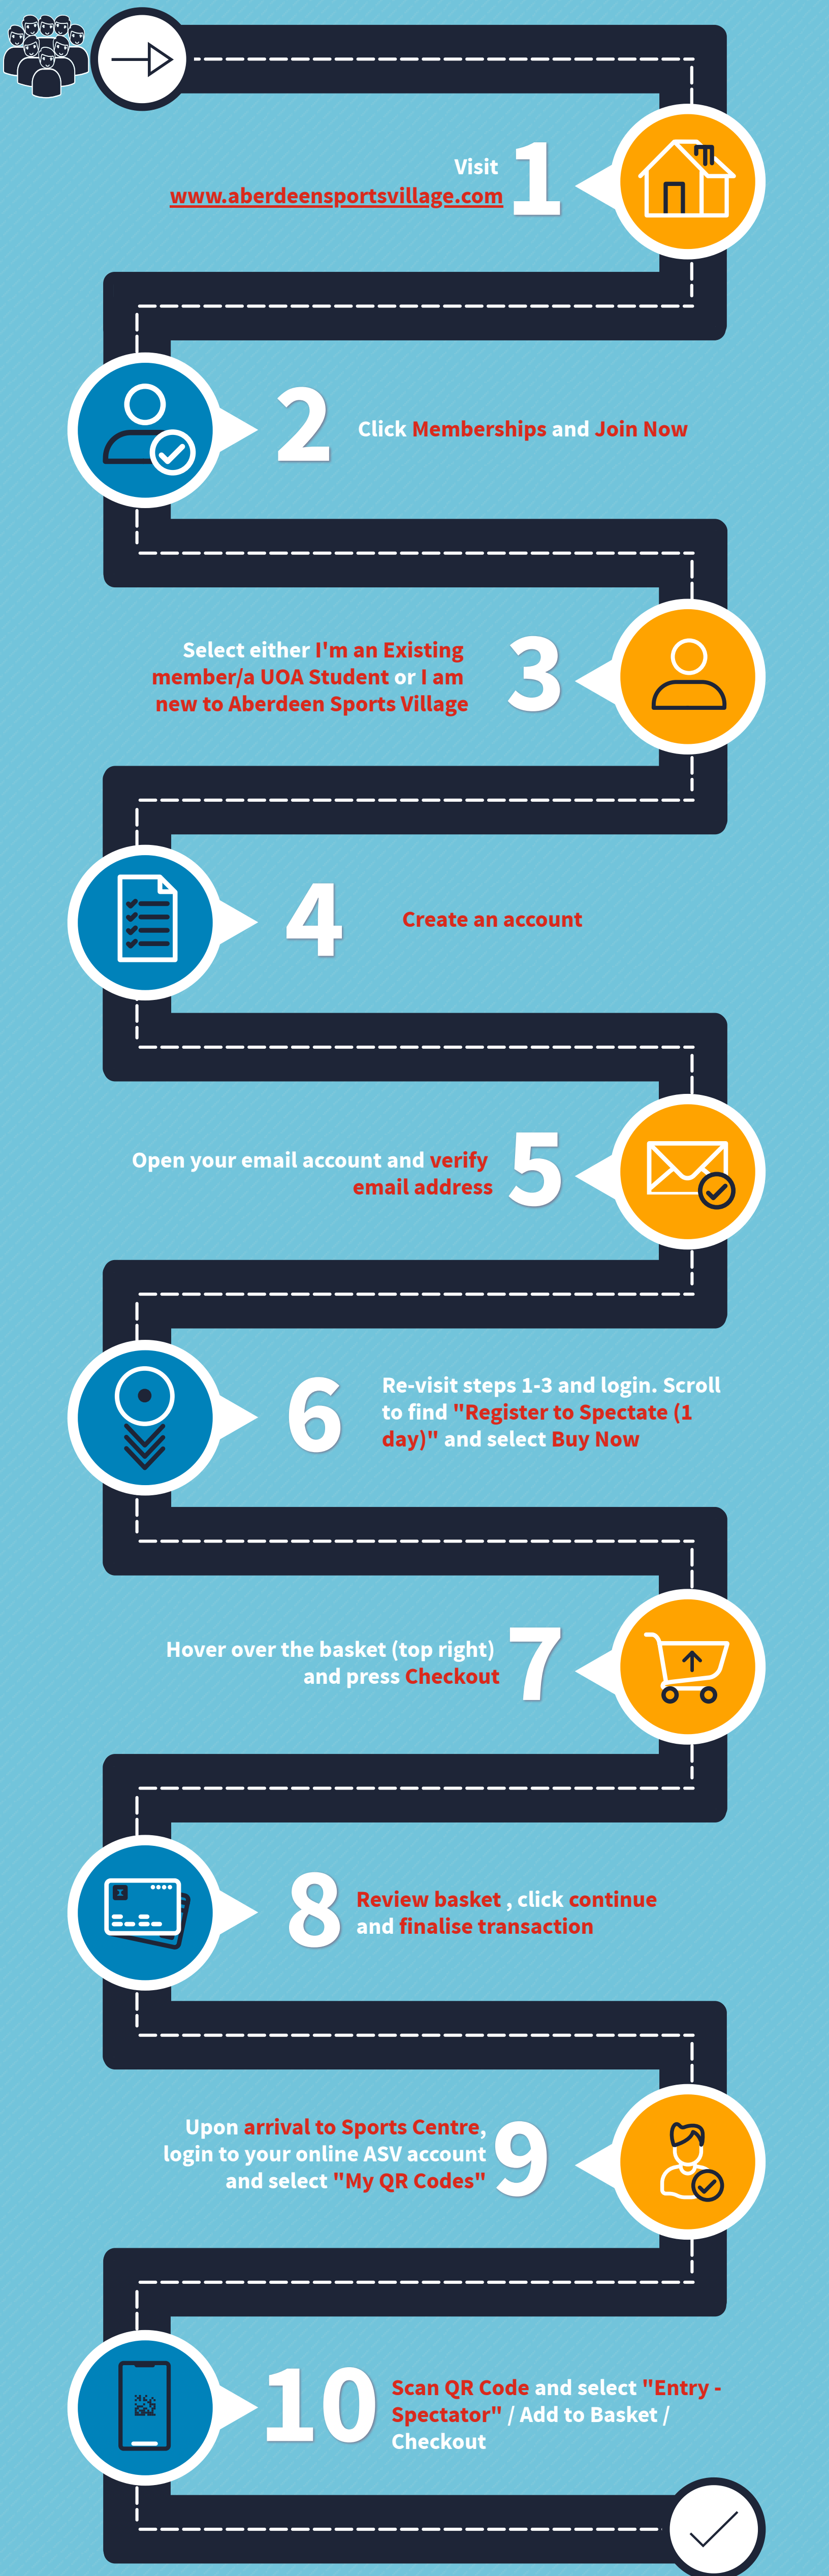 Visit
www.aberdeensportsvillage.com
1
2
Click Memberships and Join Now
Select either I'm an Existing
member/a UOA Student or I am
new to Aberdeen Sports Village
3
4
Create an account
Open your email account and verify
email address
5
6
Re-visit steps 1-3 and login. Scroll
to find "Register to Spectate (1
day)" and select Buy Now
Hover over the basket (top right)
and press Checkout
7
8
Review basket , click continue
and finalise transaction
Upon arrival to Sports Centre,
login to your online ASV account
and select "My QR Codes"
9
10
Scan QR Code and select "Entry -
Spectator" / Add to Basket /
Checkout